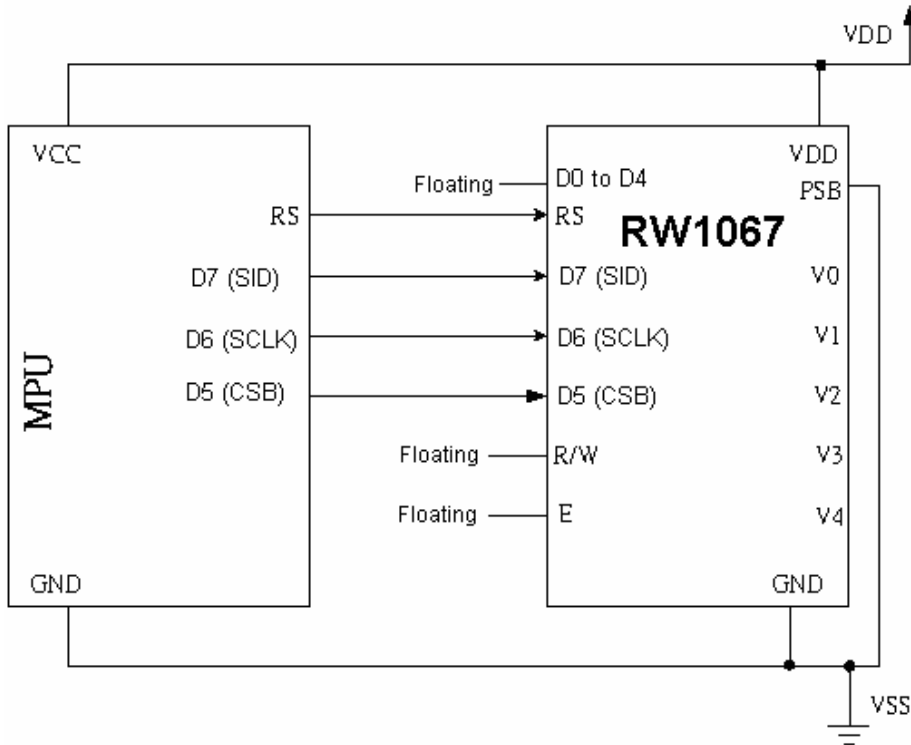 VDD
VCC
RS
D7 (SID)
D6 (SCLK)
D5 (CSB)
MPU
GND
Floating
D0 to D4
RS
D7 (SID)
D6 (SCLK)
D5 (CSB)
Floating
R/W
Floating
E
RW1067
VDD
PSB
V0
V1
V2
V3
V4
GND
VSS